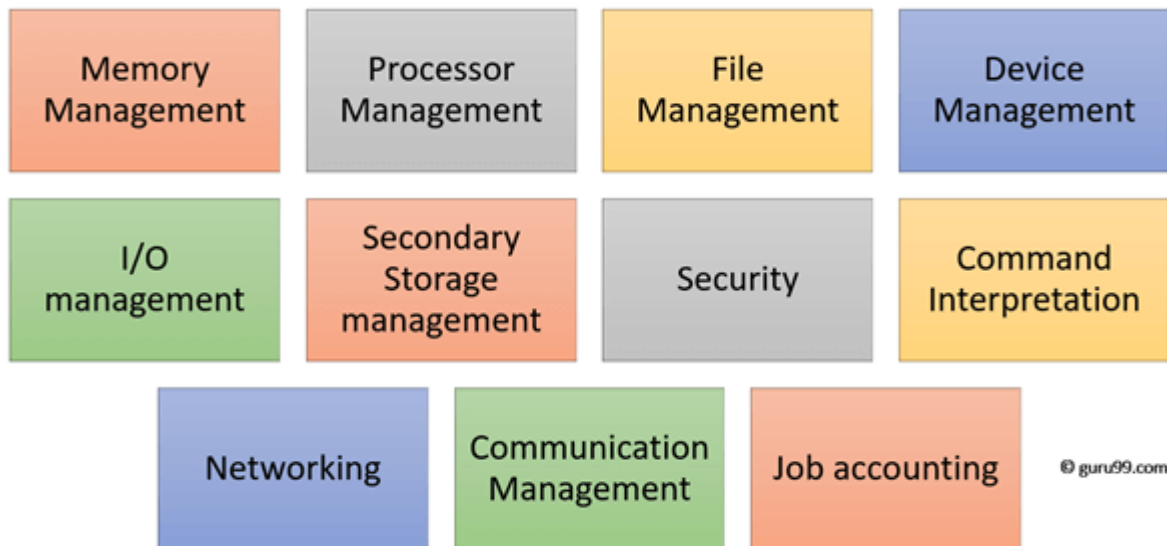 Memory
Management
Processor
Management
File
Management
Device
Management
I/O
management
Secondary
Storage
management
Security
Command
Interpretation
Networking
Communication
Management
Job accounting
© guru99.com